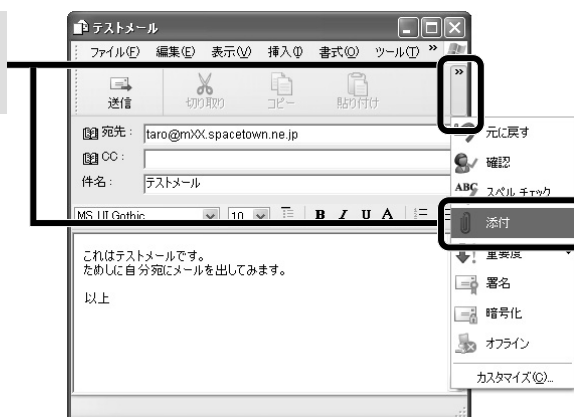 テストメール
ファイル(F) 編集(E) 表示(V) 挿入(I) 書式(O) ツール(T) »
»
送信 切り取り コピー 貼り付け
宛先: taro@mXX.spacetown.ne.jp
CC:
件名: テストメール
MS UI Gothic 10 B I U A
これはテストメールです。
ためしに自分宛にメールを出してみます。
以上
元に戻す
確認
ABC スペル チェック
添付
重要度
署名
暗号化
オフライン
カスタマイズ(C)...